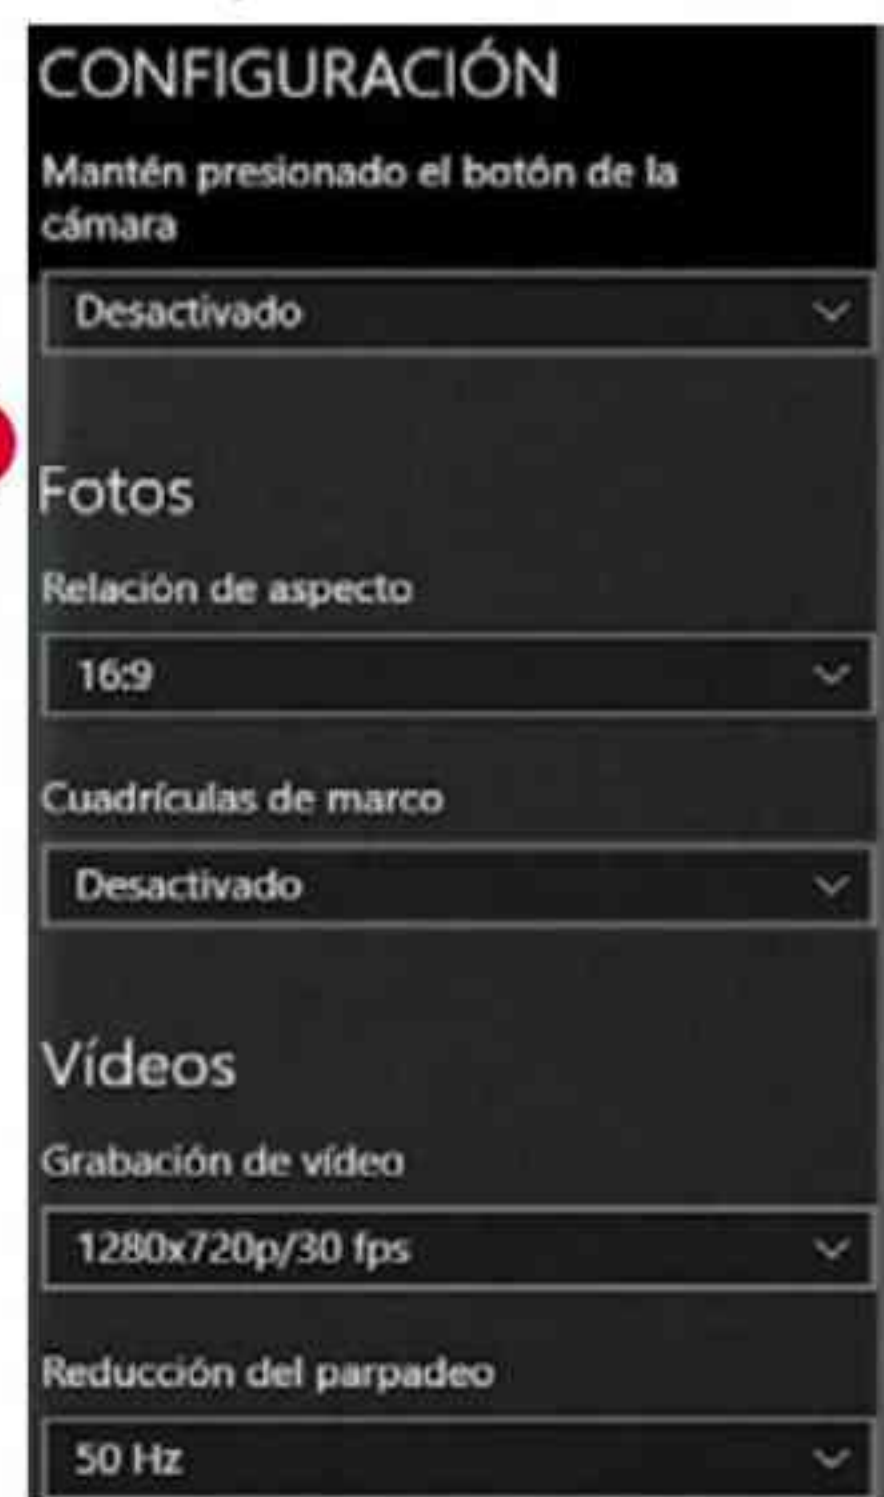 CONFIGURACIÓN
Mantén presionado el botón de la
cámara
Desactivado
Fotos
Relación de aspecto
16:9
Cuadrículas de marco
Desactivado
Vídeos
Grabación de vídeo
1280x720p/30 fps
Reducción del parpadeo
50 Hz